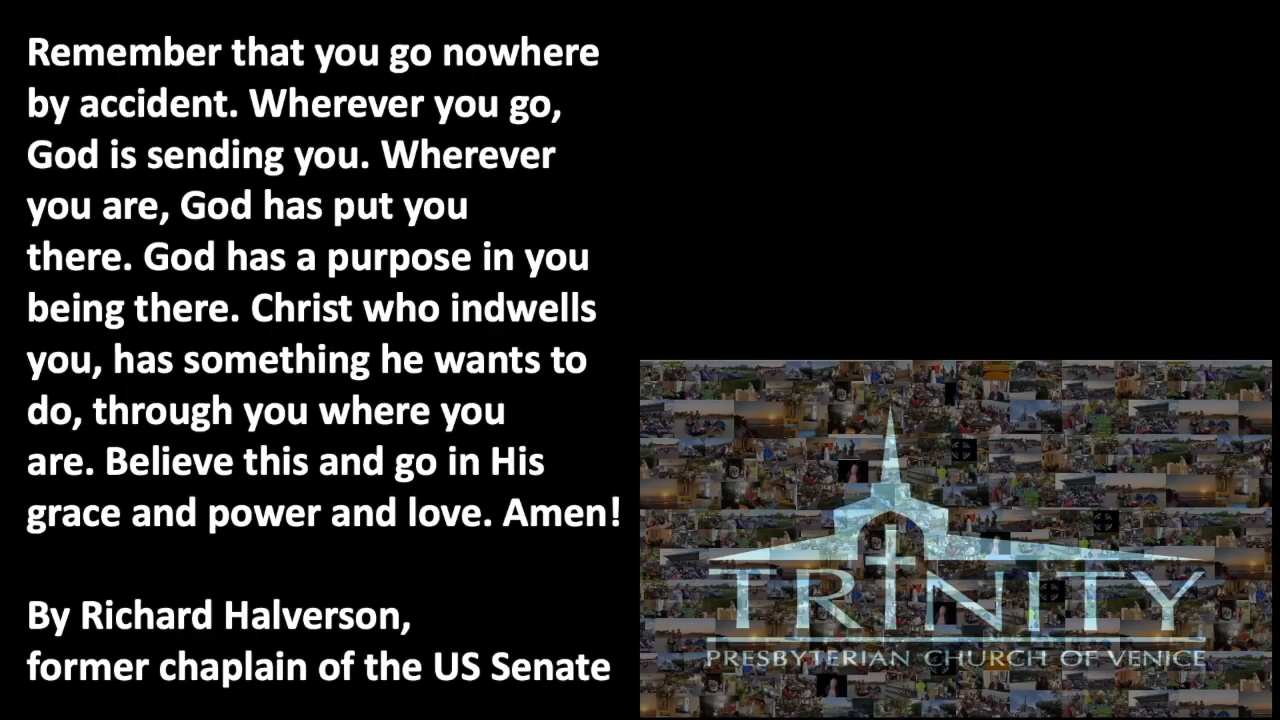 Remember that you go nowhere
by accident. Wherever you go,
God is sending you. Wherever
you are, God has put you
there. God has a purpose in you
being there. Christ who indwells
you, has something he wants to
do, through you where you
are. Believe this and go in His
grace and power and love. Amen!
By Richard Halverson,
former chaplain of the US Senate
TRINITY
PRESBYTERIAN CHURCH OF VENICE